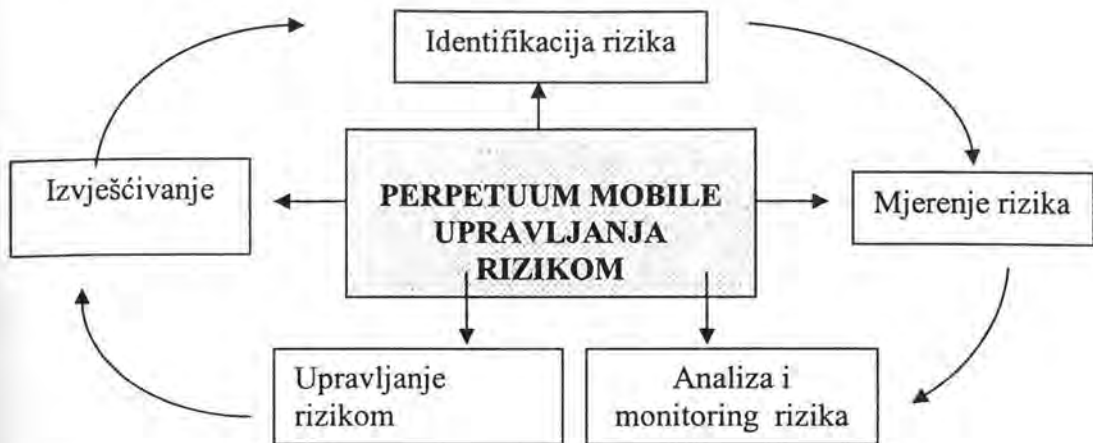 Identifikacija rizika
Izvješćivanje
PERPETUUM MOBILE
UPRAVLJANJA
RIZIKOM
Mjerenje rizika
Upravljanje
rizikom
Analiza i
monitoring rizika